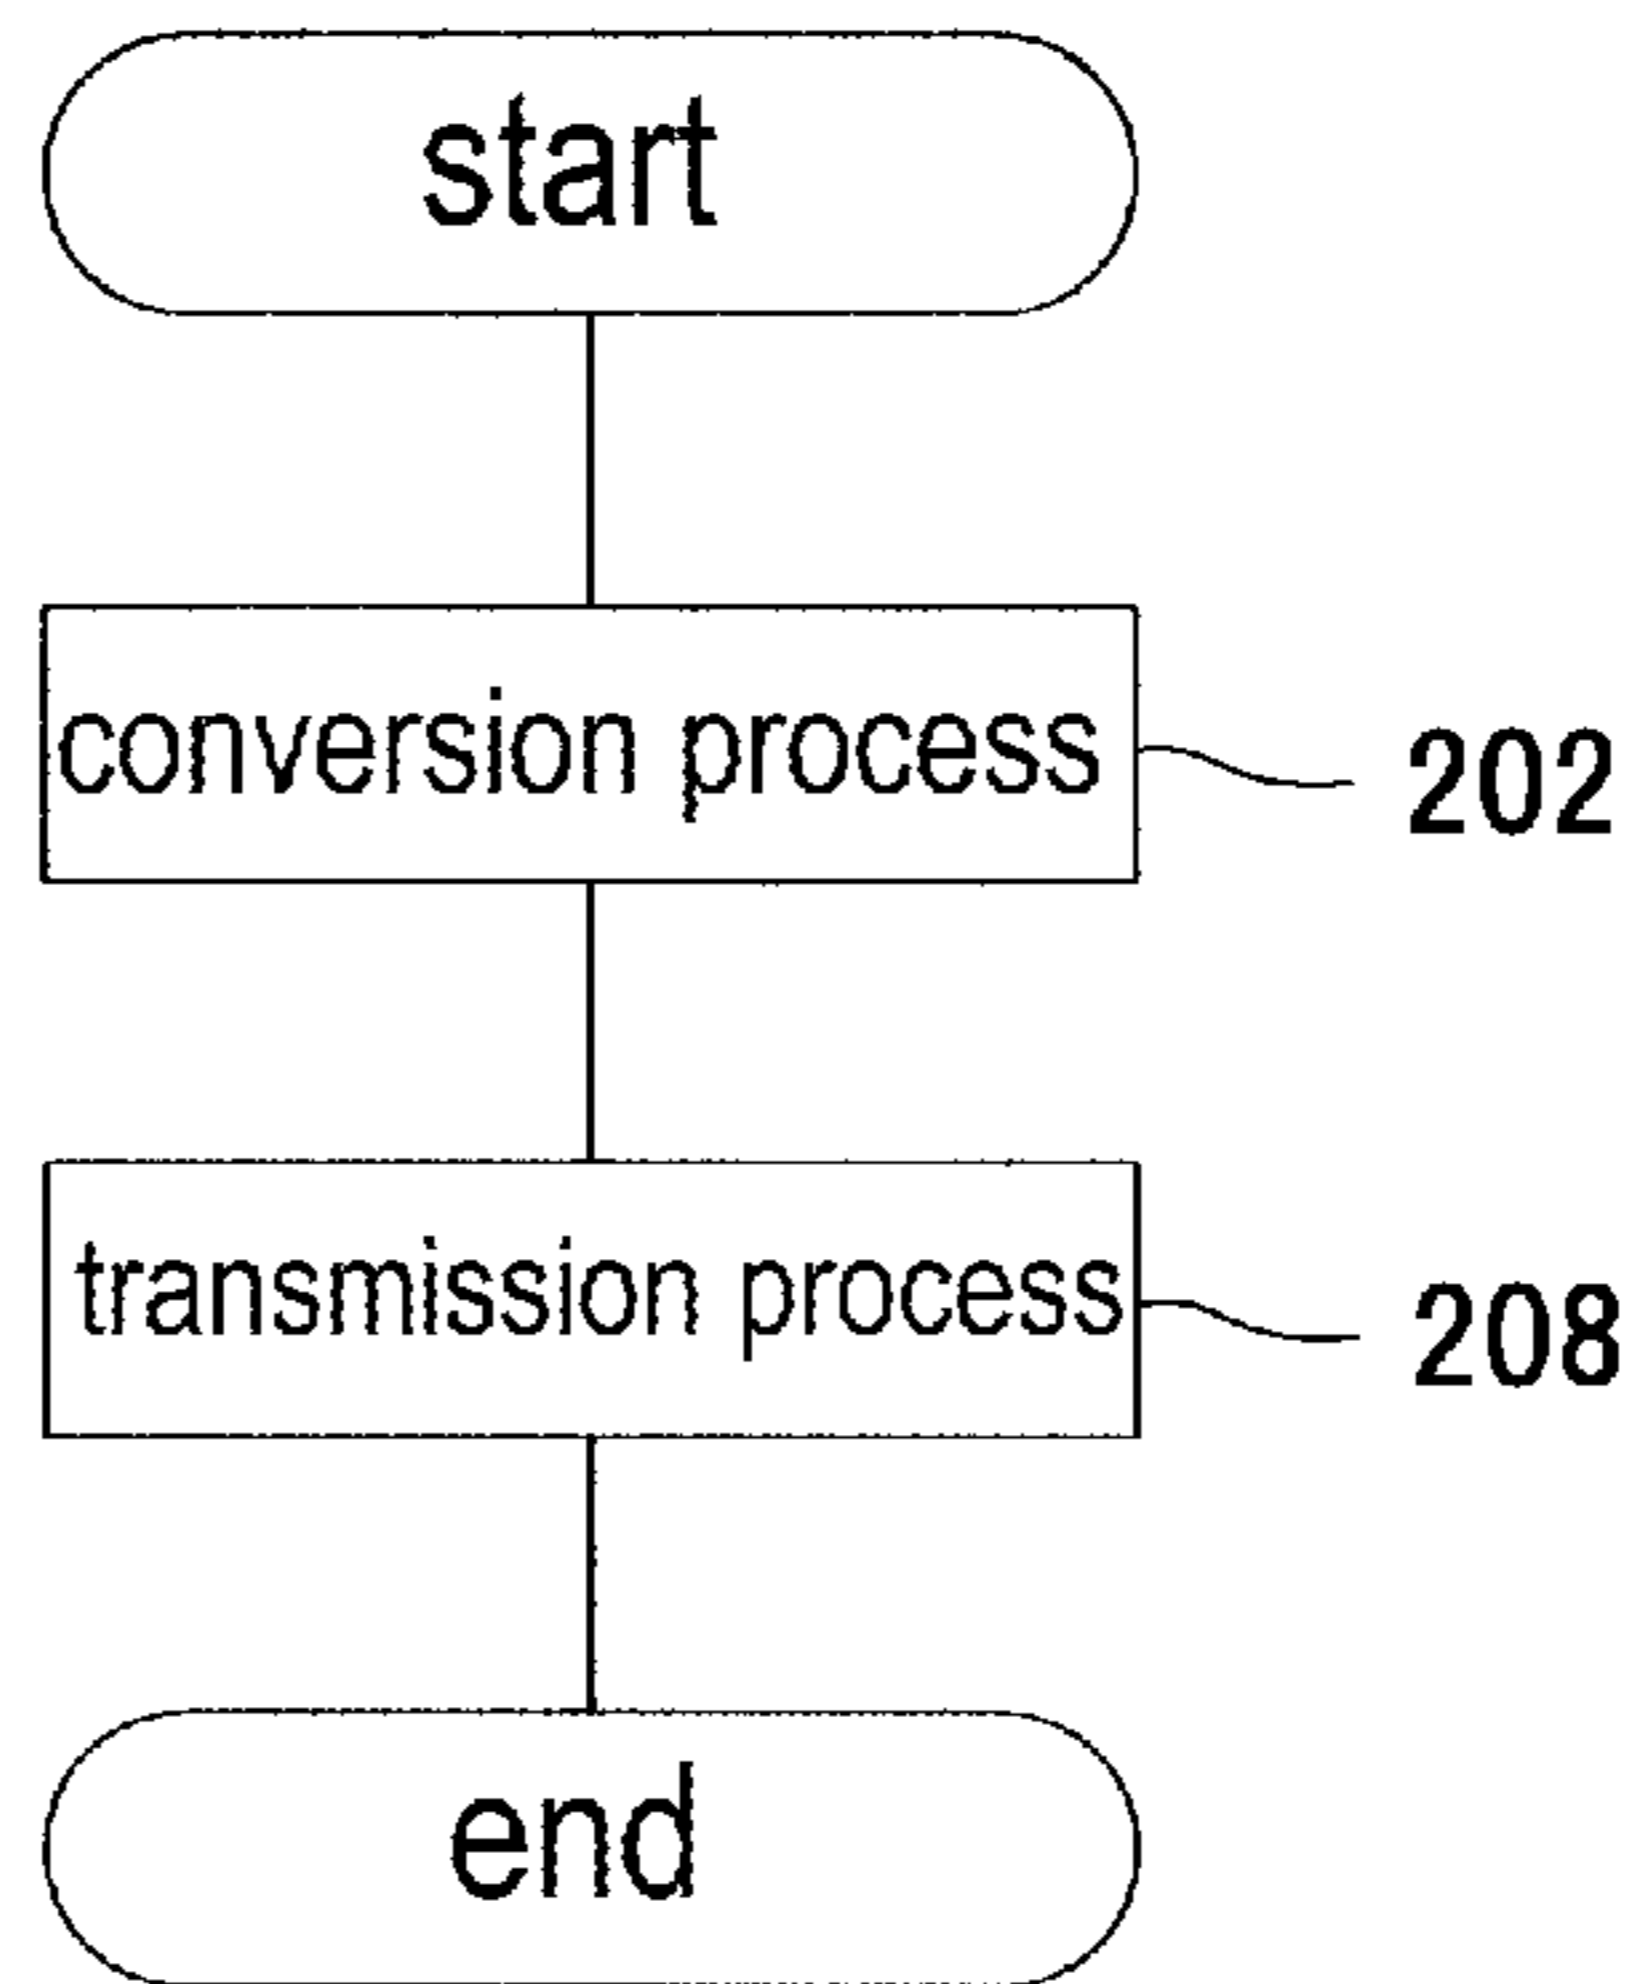 start
conversion process
202
transmission process
208
end